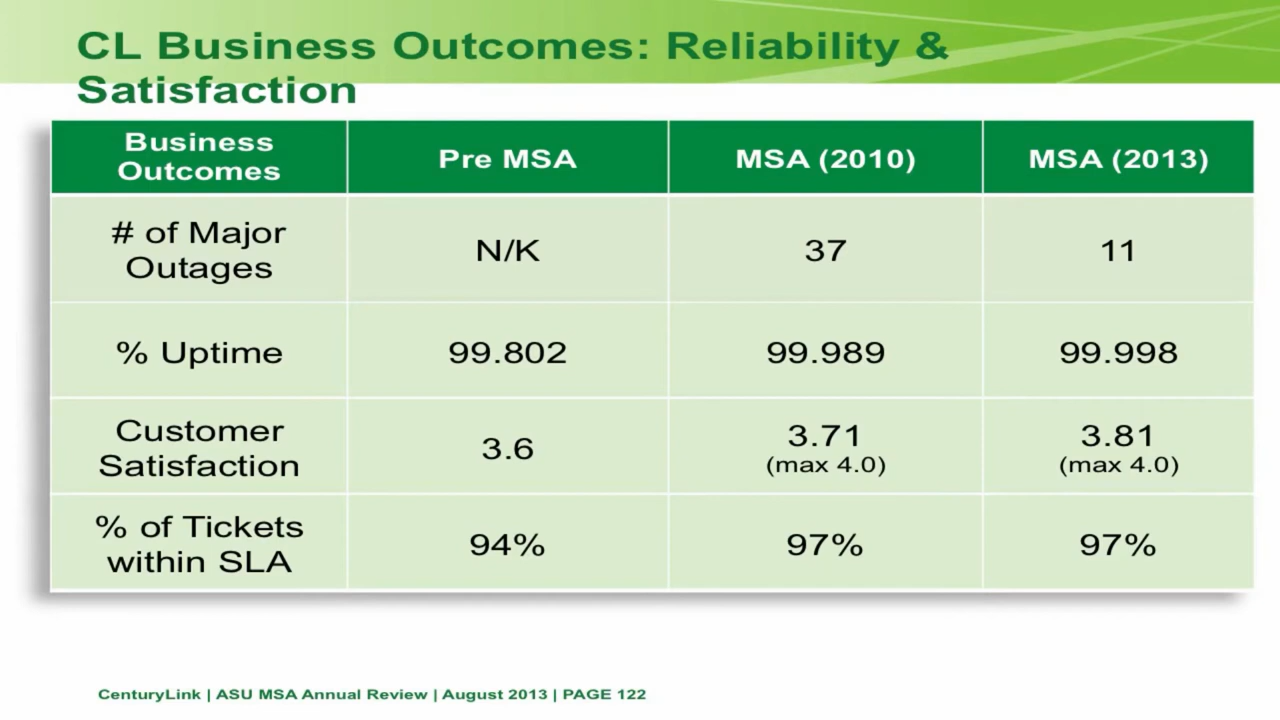 CL Business Outcomes: Reliability &
Satisfaction
Business
Outcomes
Pre MSA
MSA (2010)
MSA (2013)
# of Major
Outages
N/K
37
11
% Uptime
99.802
99.989
99.998
Customer
Satisfaction
3.6
3.71
(max 4.0)
3.81
(max 4.0)
% of Tickets
within SLA
94%
97%
97%
CenturyLink | ASU MSA Annual Review | August 2013 | PAGE 122